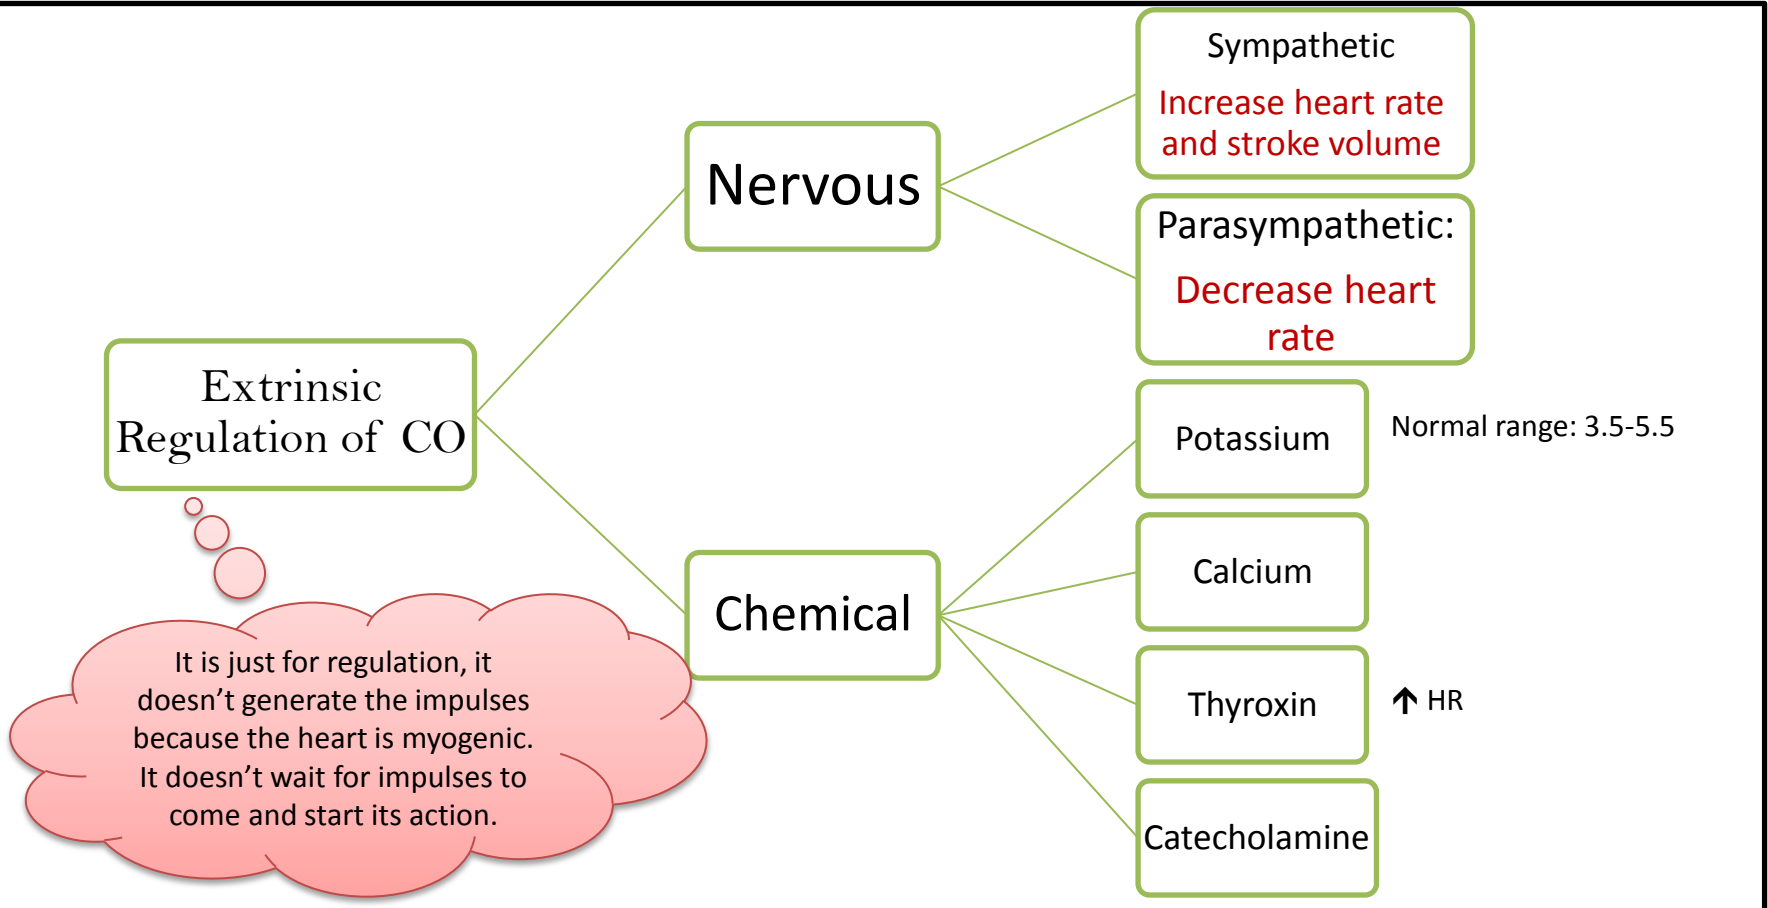 Sympathetic
Increase heart rate
and stroke volume
Nervous
Parasympathetic:
Decrease heart
rate
Extrinsic
Regulation of CO
Potassium
Normal range: 3.5-5.5
Calcium
Chemical
Thyroxin
↑ HR
Catecholamine
It is just for regulation, it
doesn’t generate the impulses
because the heart is myogenic.
It doesn’t wait for impulses to
come and start its action.